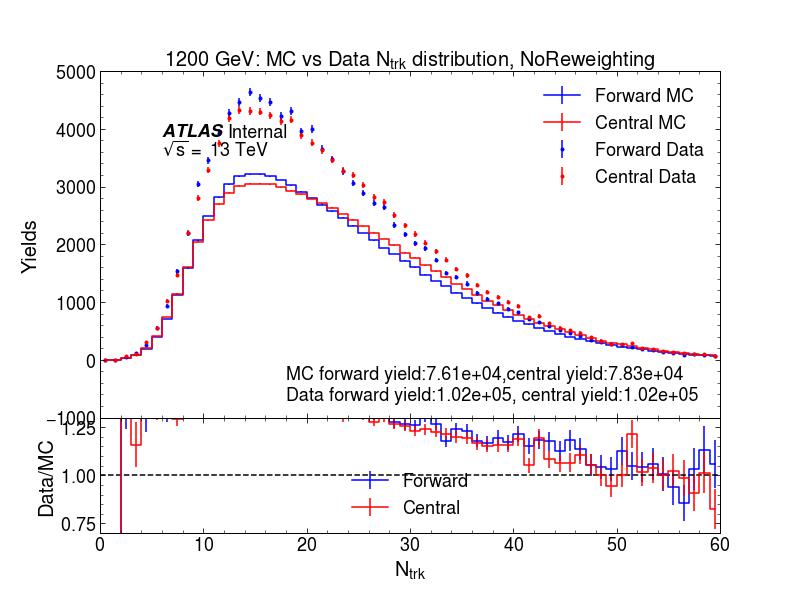 1200 GeV: MC vs Data N_trk distribution, NoReweighting
5000
4000
3000
2000
1000
0
−1000
Yields
ATLAS Internal
√s = 13 TeV
Forward MC
Central MC
Forward Data
Central Data
MC forward yield:7.61e+04,central yield:7.83e+04
Data forward yield:1.02e+05, central yield:1.02e+05
1.25
1.00
0.75
Data/MC
Forward
Central
0 10 20 30 40 50 60
N_trk